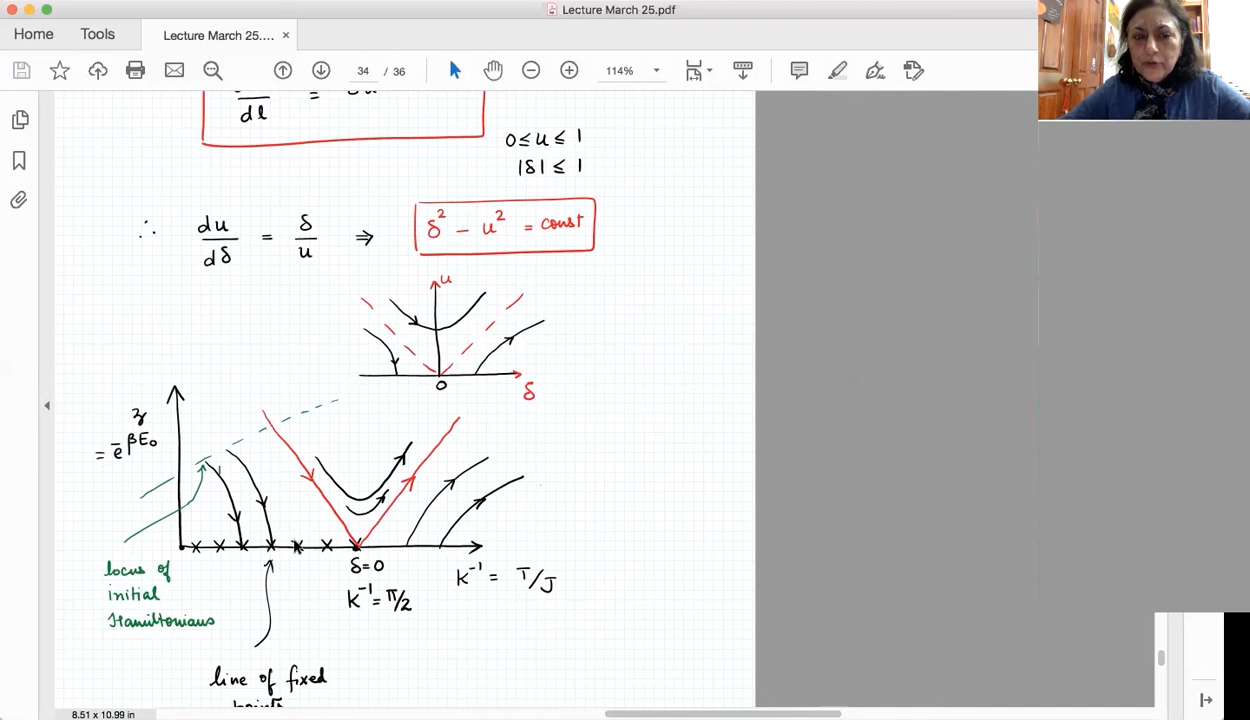 Lecture March 25.pdf
Home
Tools
Lecture March 25....
×
34 / 36
114%
dl =
0 ≤ u ≤ 1
|δ| ≤ 1
∴ du/dδ = δ/u ⇒ δ² − u² = const
u
0
δ
z
= e^-βE₀
locus of
initial
Hamiltonians
δ=0
K⁻¹ = π/2
K⁻¹ = T/J
line of fixed
8.51 x 10.99 in